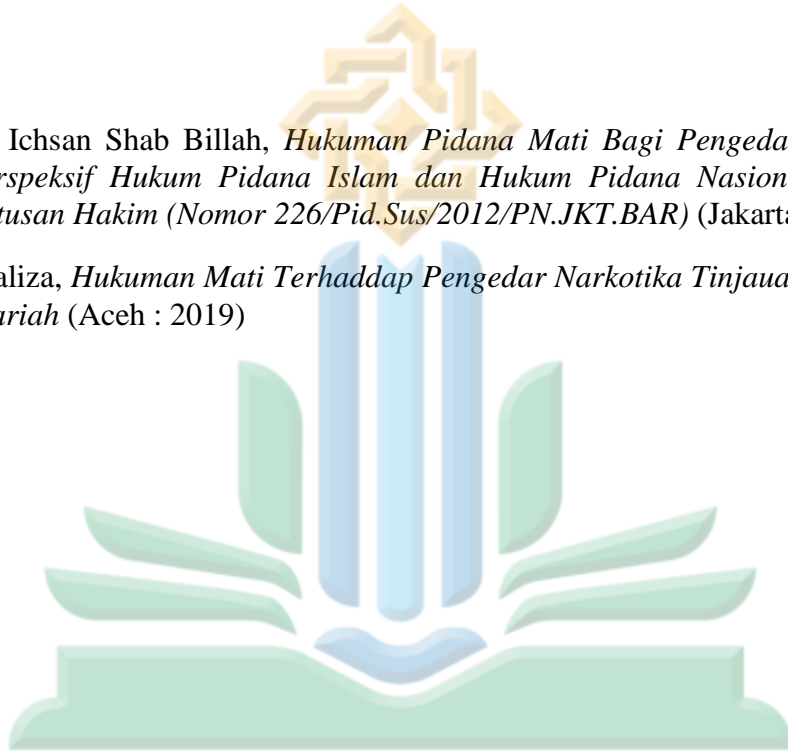 Ichsan Shab Billah, Hukuman Pidana Mati Bagi Pengeda
rspeksif Hukum Pidana Islam dan Hukum Pidana Nasion
tusan Hakim (Nomor 226/Pid.Sus/2012/PN.JKT.BAR) (Jakarta
aliza, Hukuman Mati Terhaddap Pengedar Narkotika Tinjaua
ariah (Aceh : 2019)